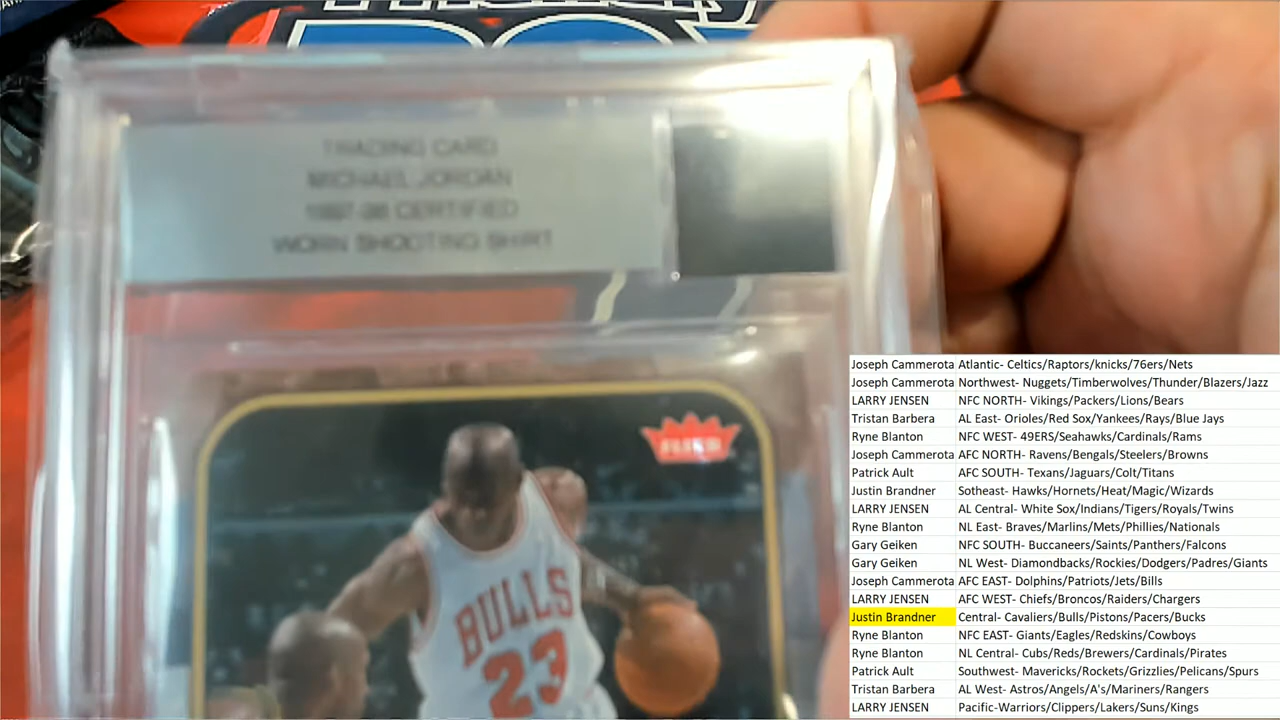 TRADING CARD
MICHAEL JORDAN
1997-98 CERTIFIED
WORN SHOOTING SHIRT
FLEER
BULLS
23
Joseph Cammerota Atlantic- Celtics/Raptors/knicks/76ers/Nets
Joseph Cammerota Northwest- Nuggets/Timberwolves/Thunder/Blazers/Jazz
LARRY JENSEN NFC NORTH- Vikings/Packers/Lions/Bears
Tristan Barbera AL East- Orioles/Red Sox/Yankees/Rays/Blue Jays
Ryne Blanton NFC WEST- 49ERS/Seahawks/Cardinals/Rams
Joseph Cammerota AFC NORTH- Ravens/Bengals/Steelers/Browns
Patrick Ault AFC SOUTH- Texans/Jaguars/Colt/Titans
Justin Brandner Sotheast- Hawks/Hornets/Heat/Magic/Wizards
LARRY JENSEN AL Central- White Sox/Indians/Tigers/Royals/Twins
Ryne Blanton NL East- Braves/Marlins/Mets/Phillies/Nationals
Gary Geiken NFC SOUTH- Buccaneers/Saints/Panthers/Falcons
Gary Geiken NL West- Diamondbacks/Rockies/Dodgers/Padres/Giants
Joseph Cammerota AFC EAST- Dolphins/Patriots/Jets/Bills
LARRY JENSEN AFC WEST- Chiefs/Broncos/Raiders/Chargers
Justin Brandner Central- Cavaliers/Bulls/Pistons/Pacers/Bucks
Ryne Blanton NFC EAST- Giants/Eagles/Redskins/Cowboys
Ryne Blanton NL Central- Cubs/Reds/Brewers/Cardinals/Pirates
Patrick Ault Southwest- Mavericks/Rockets/Grizzlies/Pelicans/Spurs
Tristan Barbera AL West- Astros/Angels/A's/Mariners/Rangers
LARRY JENSEN Pacific-Warriors/Clippers/Lakers/Suns/Kings